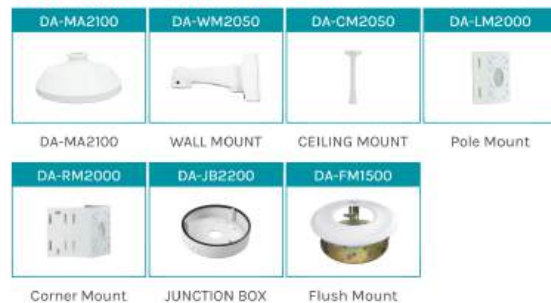 DA-MA2100 DA-WM2050 DA-CM2050 DA-LM2000
DA-MA2100 WALL MOUNT CEILING MOUNT Pole Mount
DA-RM2000 DA-JB2200 DA-FM1500
Corner Mount JUNCTION BOX Flush Mount